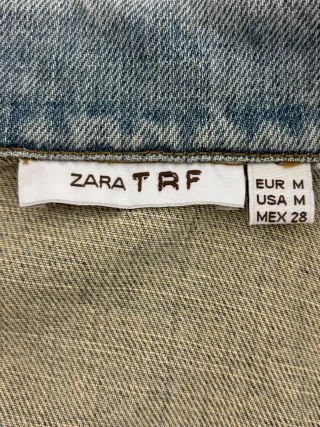 ZARA TRF
EUR M
USA M
MEX 28